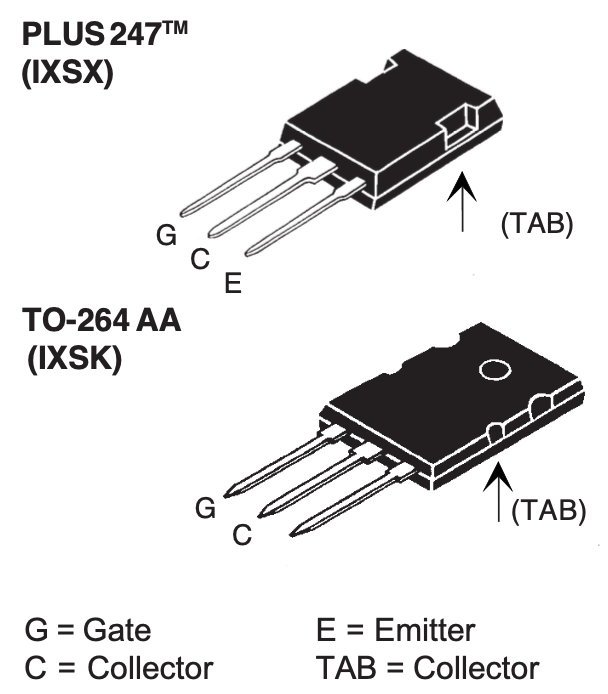 PLUS 247™
(IXSX)
G
C
E
(TAB)
TO-264 AA
(IXSK)
G
C
(TAB)
G = Gate E = Emitter
C = Collector TAB = Collector